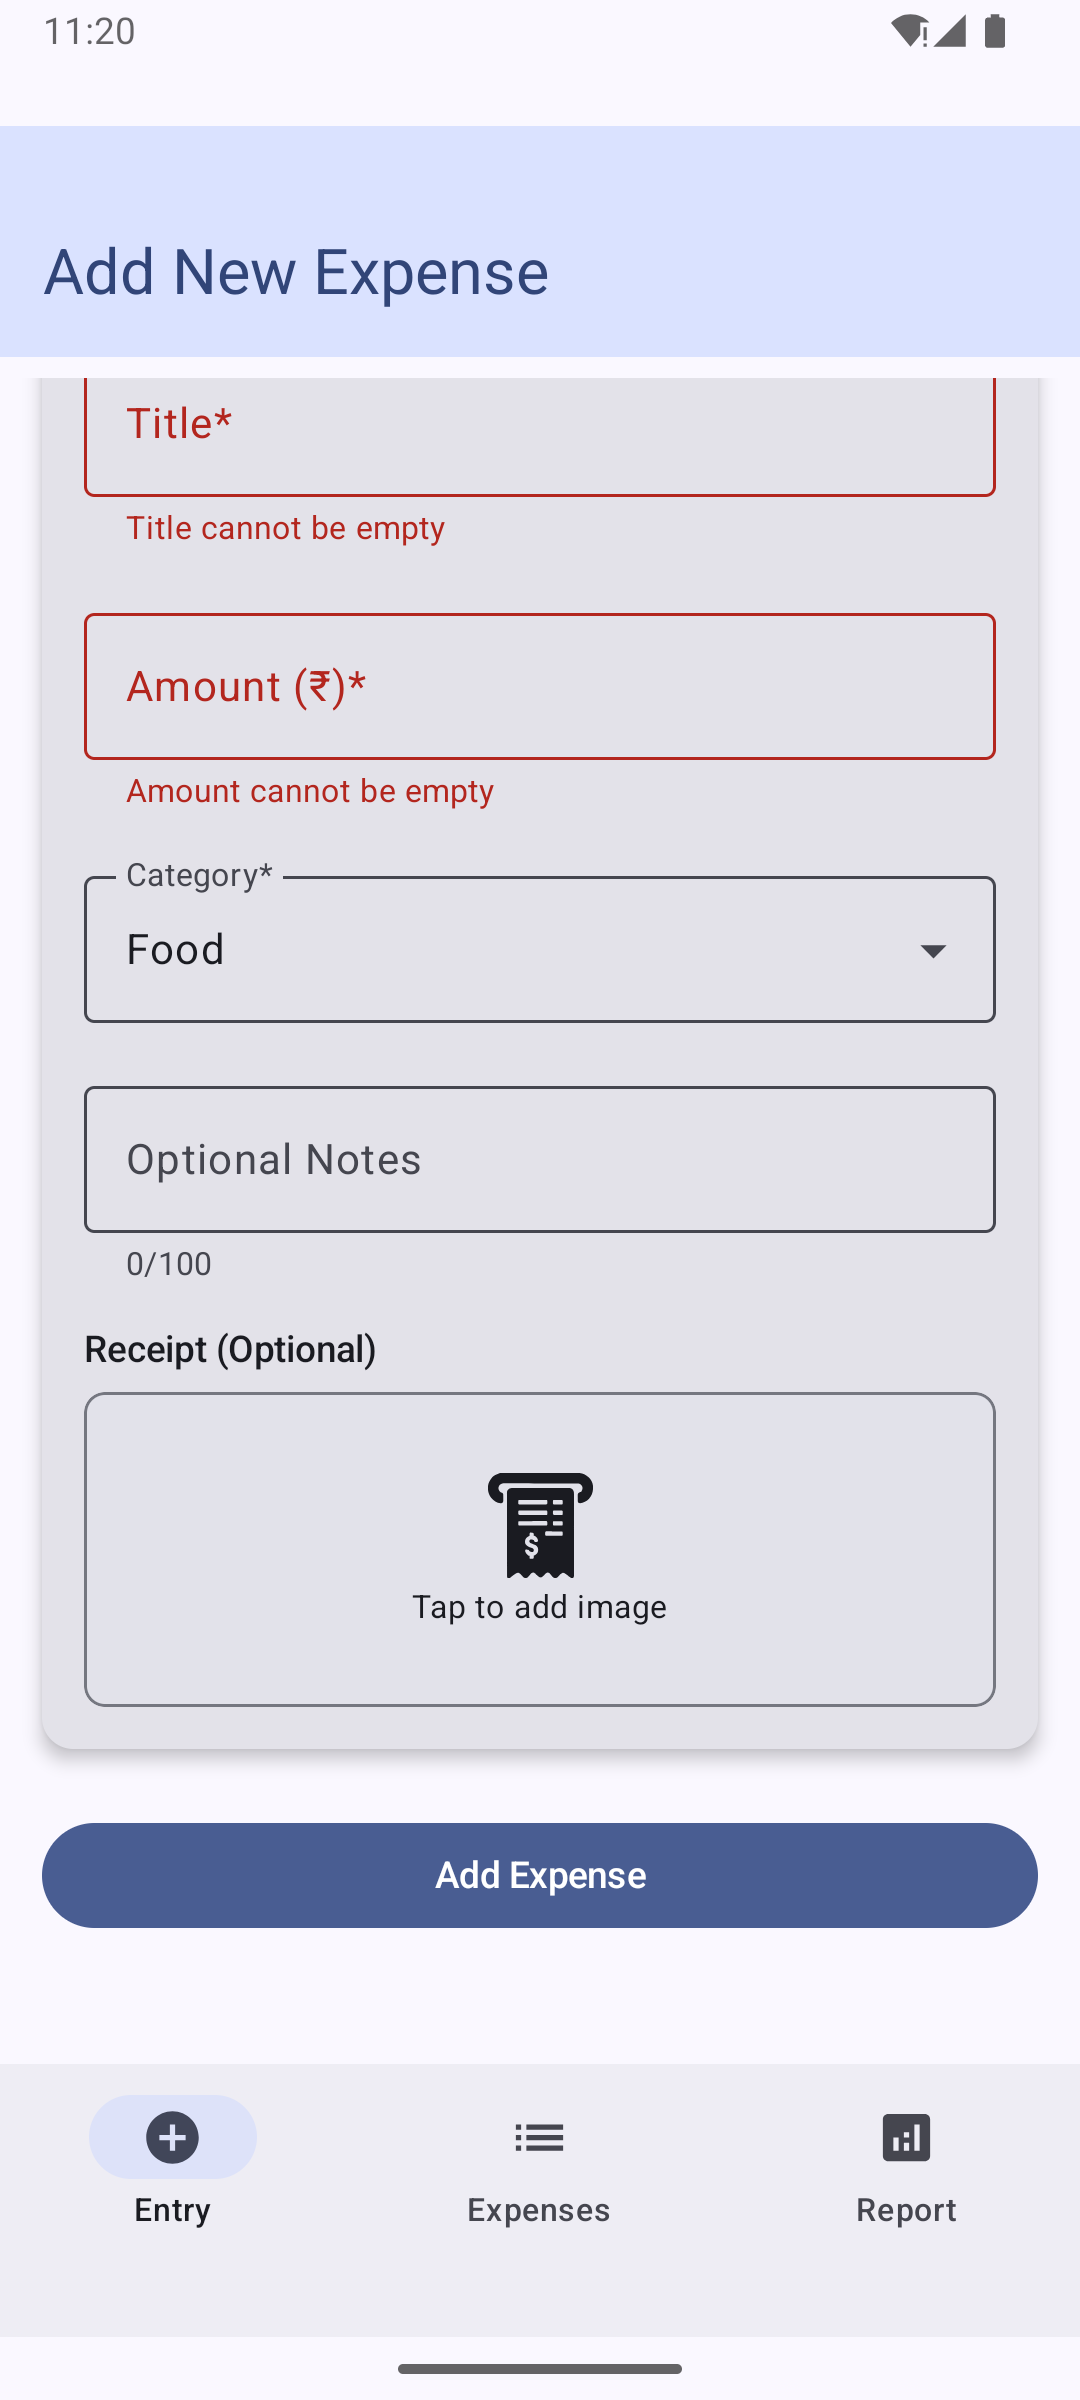 11:20
Add New Expense
Title*
Title cannot be empty
Amount (₹)*
Amount cannot be empty
Category*
Food
Optional Notes
0/100
Receipt (Optional)
$
Tap to add image
Add Expense
Entry
Expenses
Report